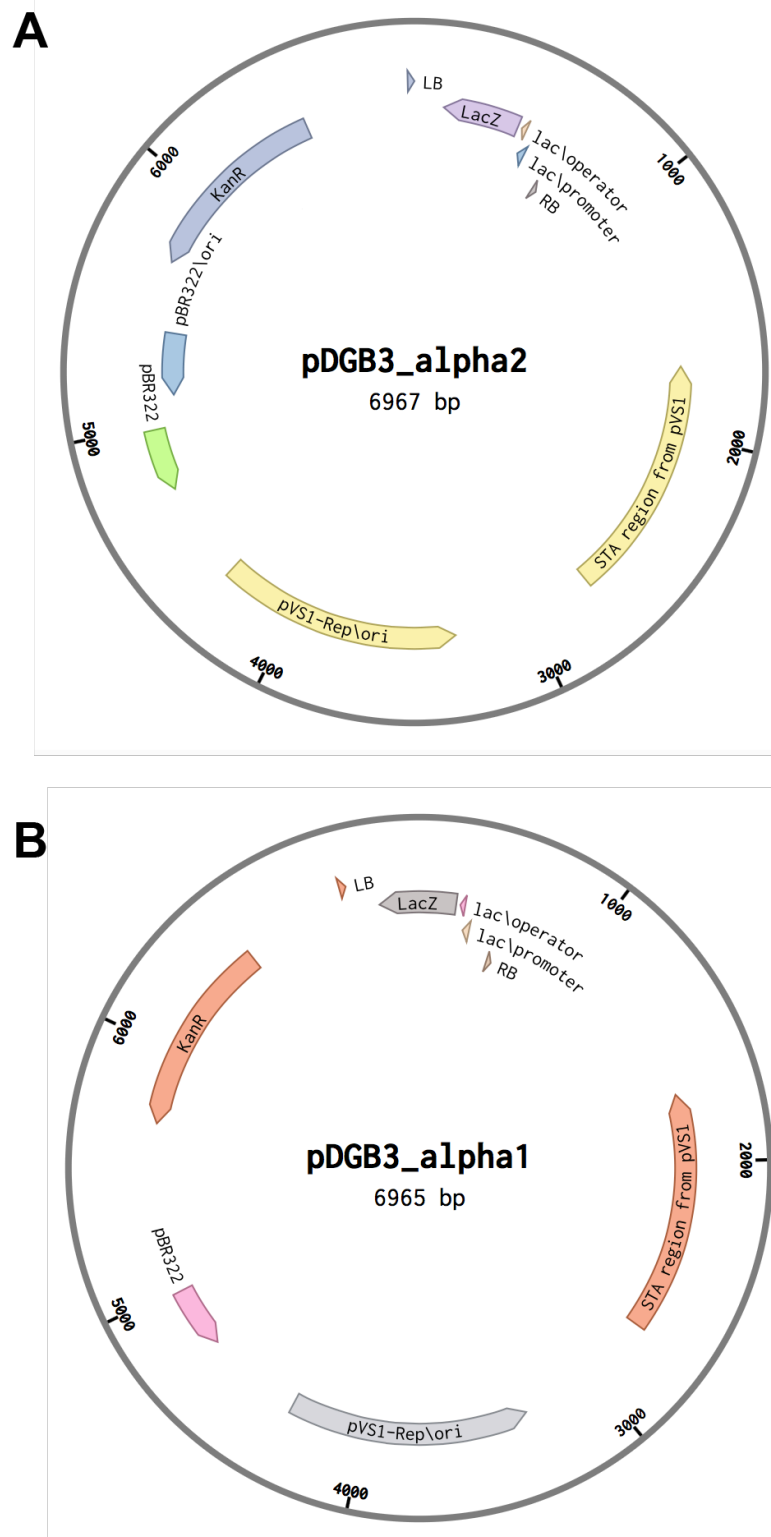 A
LB
LacZ
lac\operator
lac\promoter
RB
1000
6000
KanR
pBR322\ori
pDGB3_alpha2
6967 bp
pBR322
5000
2000
STA region from pVS1
pVS1-Rep\ori
4000
3000
B
LB
LacZ
lac\operator
lac\promoter
RB
1000
KanR
6000
pDGB3_alpha1
6965 bp
2000
STA region from pVS1
pBR322
5000
pVS1-Rep\ori
3000
4000